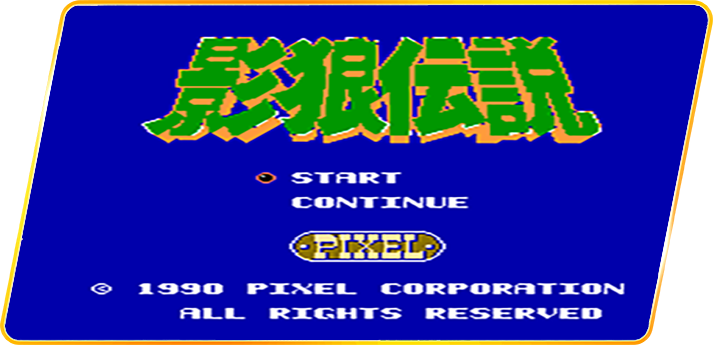 影狼伝説
START
CONTINUE
PIXEL
© 1990 PIXEL CORPORATION
ALL RIGHTS RESERVED